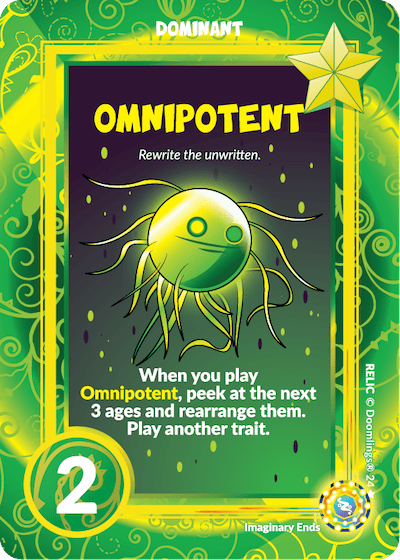 DOMINANT
OMNIPOTENT
Rewrite the unwritten.
When you play
Omnipotent, peek at the next
3 ages and rearrange them.
Play another trait.
2
RELIC © Doomlings® 24
Imaginary Ends